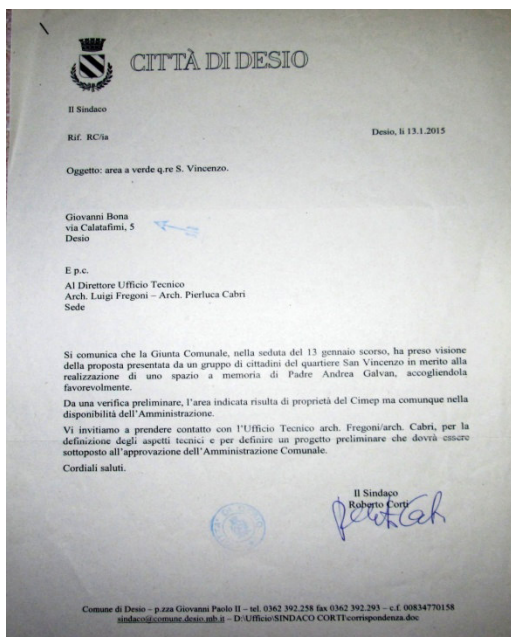 CITTÀ DI DESIO
Il Sindaco
Rif. RC/ia
Desio, li 13.1.2015
Oggetto: area a verde q.re S. Vincenzo.
Giovanni Bona
via Calatafimi, 5
Desio
E p.c.
Al Direttore Ufficio Tecnico
Arch. Luigi Fregoni – Arch. Pierluca Cabri
Sede
Si comunica che la Giunta Comunale, nella seduta del 13 gennaio scorso, ha preso visione
della proposta presentata da un gruppo di cittadini del quartiere San Vincenzo in merito alla
realizzazione di uno spazio a memoria di Padre Andrea Galvan, accogliendola
favorevolmente.
Da una verifica preliminare, l'area indicata risulta di proprietà del Cimep ma comunque nella
disponibilità dell'Amministrazione.
Vi invitiamo a prendere contatto con l'Ufficio Tecnico arch. Fregoni/arch. Cabri, per la
definizione degli aspetti tecnici e per definire un progetto preliminare che dovrà essere
sottoposto all'approvazione dell'Amministrazione Comunale.
Cordiali saluti.
Il Sindaco
Roberto Corti
Comune di Desio – p.zza Giovanni Paolo II – tel. 0362 392.258 fax 0362 392.293 – c.f. 00834770158
sindaco@comune.desio.mb.it – D:\Ufficio\SINDACO CORTI\corrispondenza.doc